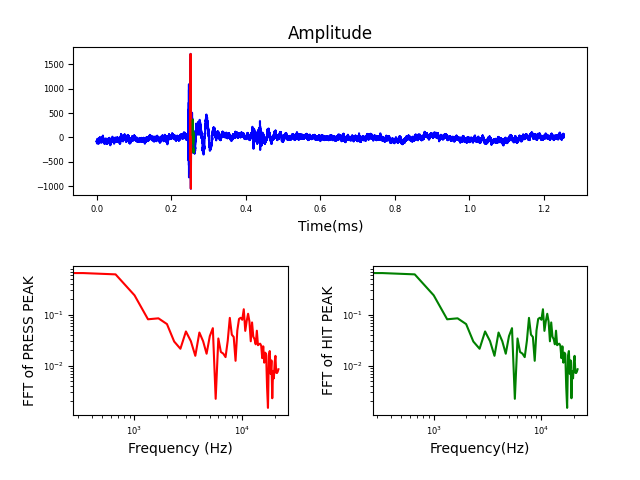 Amplitude
1500
1000
500
0
−500
−1000
0.0 0.2 0.4 0.6 0.8 1.0 1.2
Time(ms)
FFT of PRESS PEAK
10⁻¹
10⁻²
10³ 10⁴
Frequency (Hz)
FFT of HIT PEAK
10⁻¹
10⁻²
10³ 10⁴
Frequency(Hz)